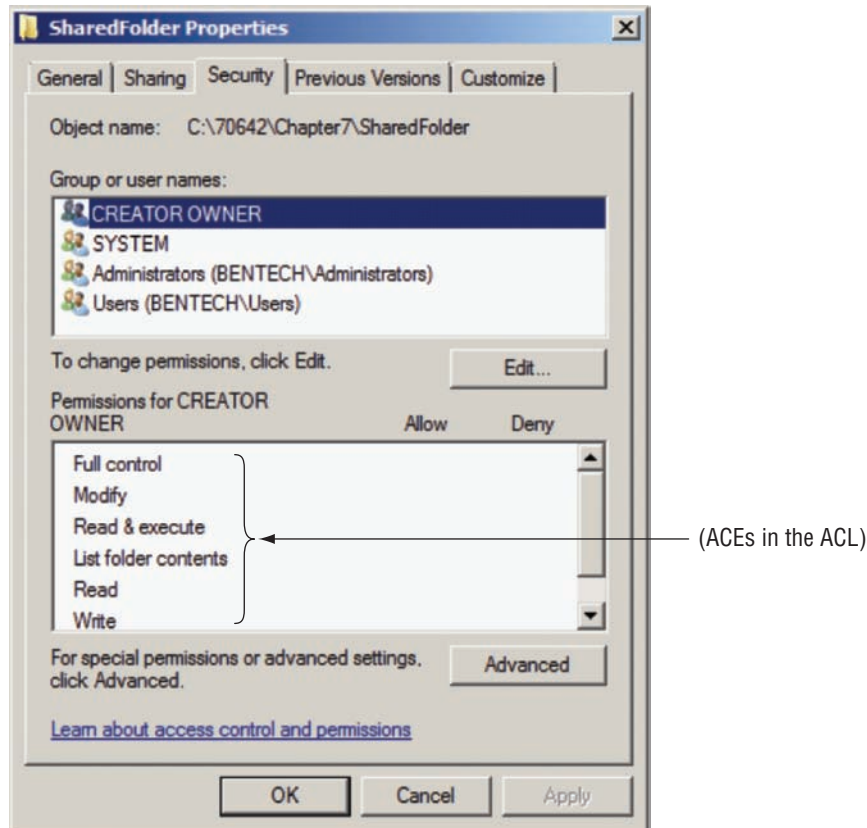 SharedFolder Properties
General Sharing Security Previous Versions Customize
Object name: C:\70642\Chapter7\SharedFolder
Group or user names:
CREATOR OWNER
SYSTEM
Administrators (BENTECH\Administrators)
Users (BENTECH\Users)
To change permissions, click Edit.
Edit...
Permissions for CREATOR
OWNER Allow Deny
Full control
Modify
Read & execute
(ACEs in the ACL)
List folder contents
Read
Write
For special permissions or advanced settings,
click Advanced.
Advanced
Learn about access control and permissions
OK Cancel Apply